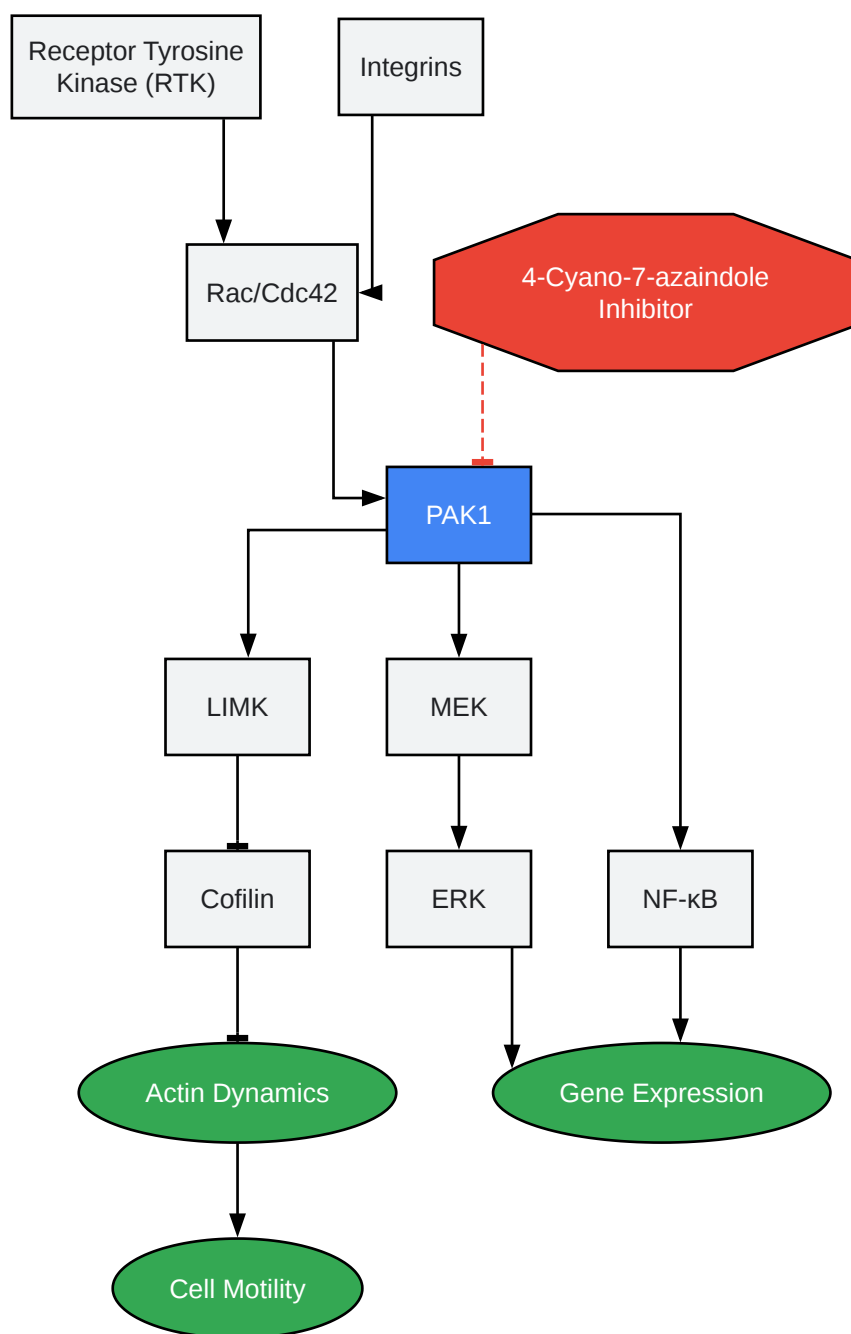 Receptor Tyrosine
Kinase (RTK)
Integrins
Rac/Cdc42
4-Cyano-7-azaindole
Inhibitor
PAK1
LIMK
MEK
Cofilin
ERK
NF-κB
Actin Dynamics
Gene Expression
Cell Motility